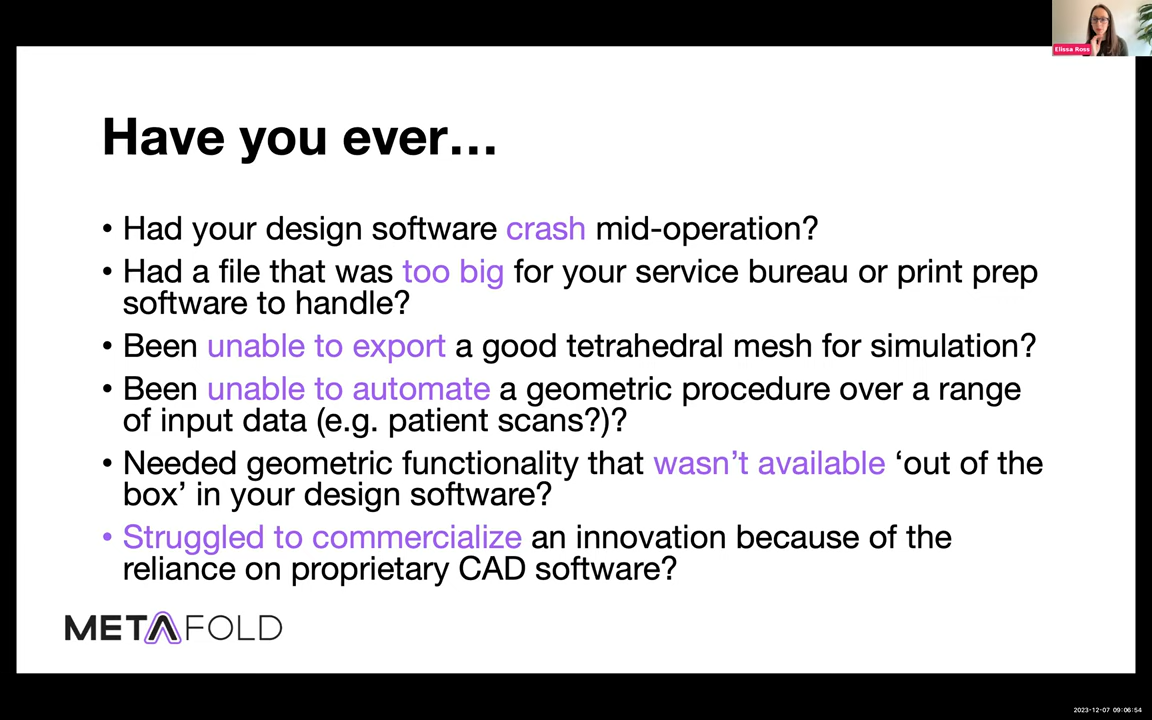 Elissa Ross
Have you ever...
• Had your design software crash mid-operation?
• Had a file that was too big for your service bureau or print prep
software to handle?
• Been unable to export a good tetrahedral mesh for simulation?
• Been unable to automate a geometric procedure over a range
of input data (e.g. patient scans?)?
• Needed geometric functionality that wasn’t available ‘out of the
box’ in your design software?
• Struggled to commercialize an innovation because of the
reliance on proprietary CAD software?
METAFOLD
2023-12-07 09:06:54